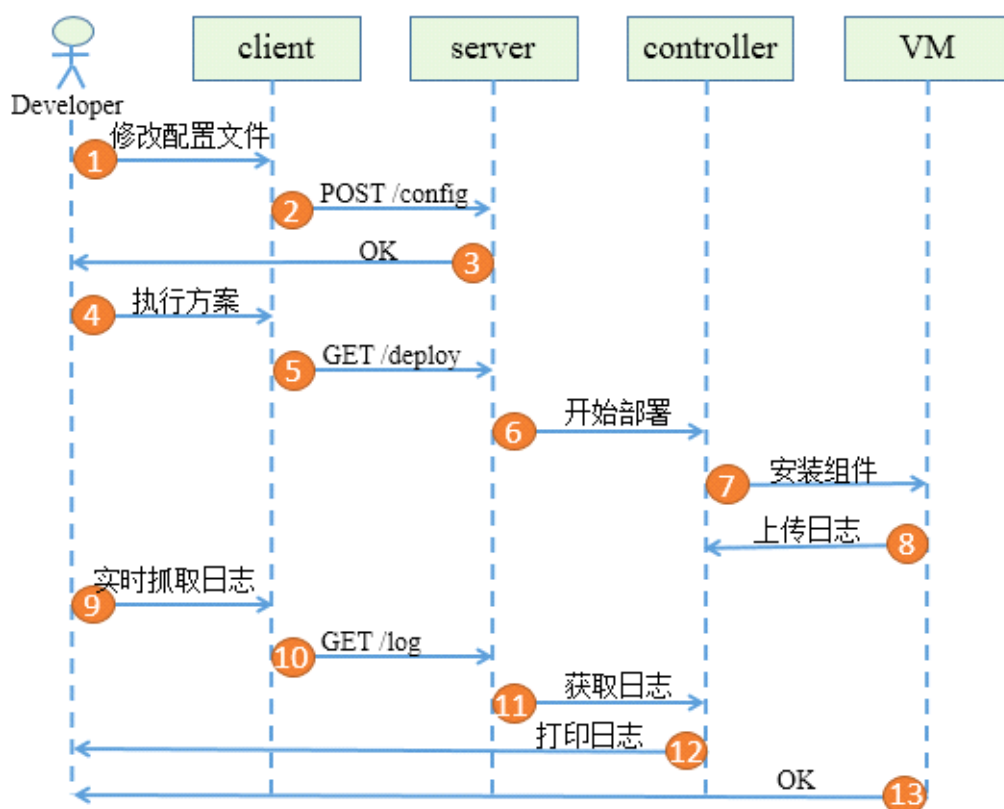 client
server
controller
VM
Developer
修改配置文件
1
POST /config
2
OK
3
执行方案
4
GET /deploy
5
开始部署
6
安装组件
7
上传日志
8
实时抓取日志
9
GET /log
10
获取日志
11
打印日志
12
OK
13